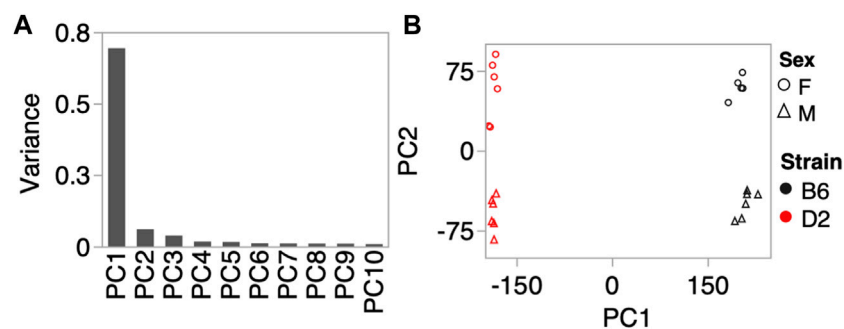 A
0.8
0.5
0.3
0
Variance
PC1
PC2
PC3
PC4
PC5
PC6
PC7
PC8
PC9
PC10
B
75
0
-75
PC2
-150
0
150
PC1
Sex
F
M
Strain
B6
D2